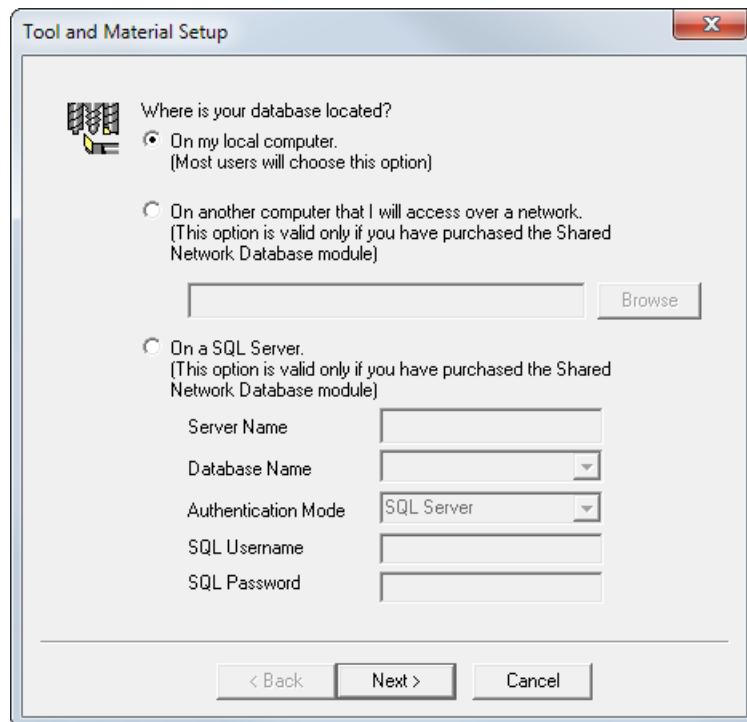 Tool and Material Setup
Where is your database located?
On my local computer.
(Most users will choose this option)
On another computer that I will access over a network.
(This option is valid only if you have purchased the Shared
Network Database module)
Browse
On a SQL Server.
(This option is valid only if you have purchased the Shared
Network Database module)
Server Name
Database Name
Authentication Mode SQL Server
SQL Username
SQL Password
< Back Next > Cancel